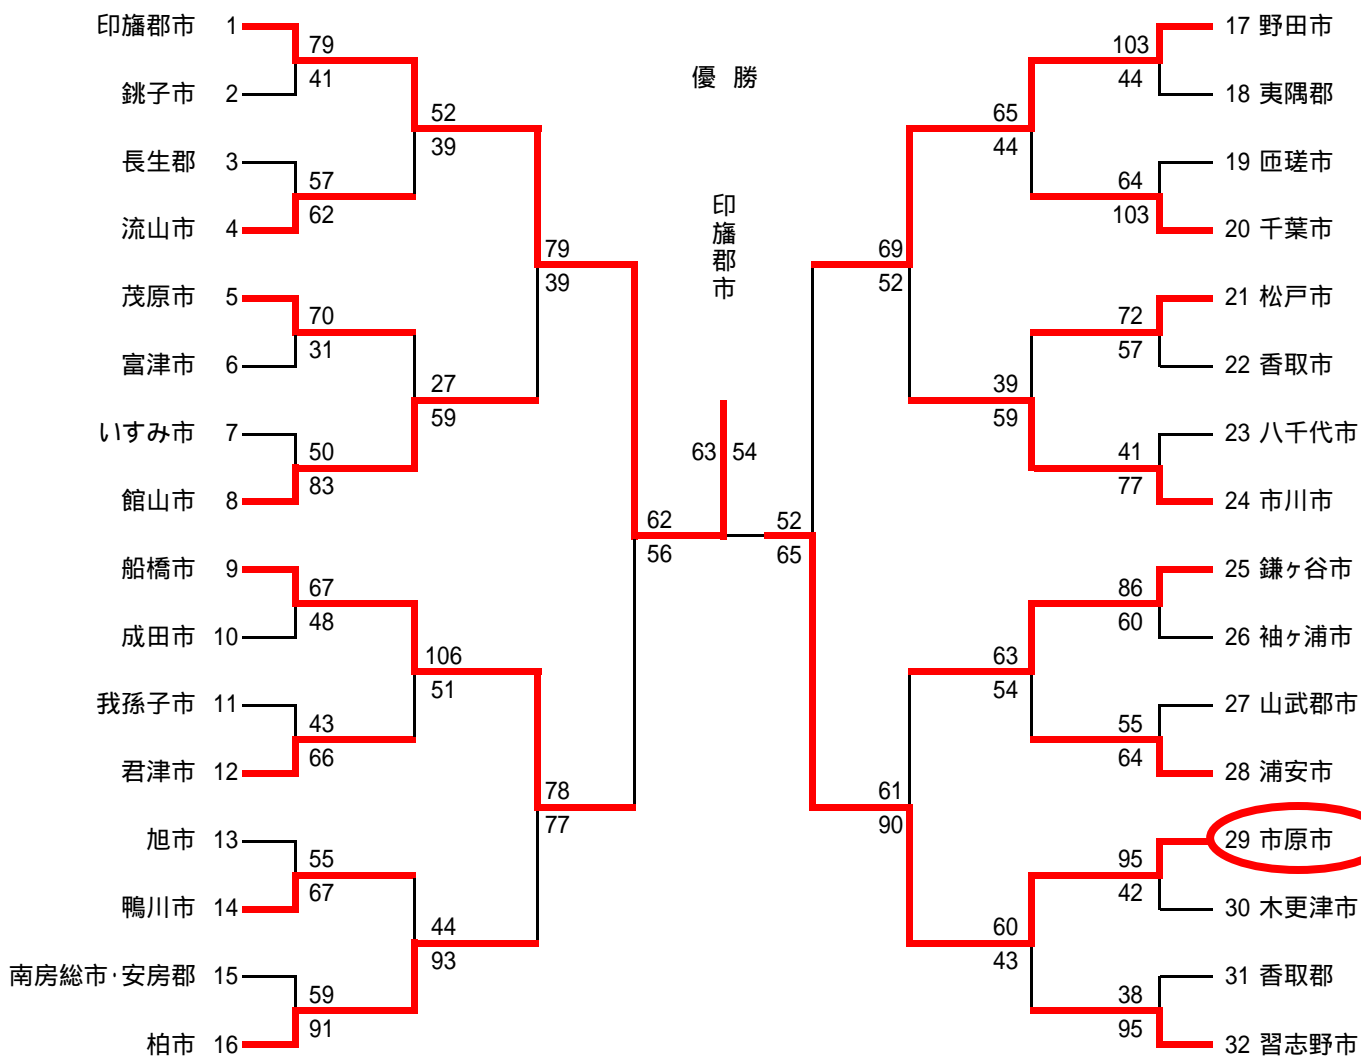 印旛郡市 1
79
41
銚子市 2
52
39
長生郡 3
57
62
流山市 4
79
39
茂原市 5
70
31
富津市 6
27
59
いすみ市 7
50
83
館山市 8
62
56
船橋市 9
67
48
成田市 10
106
51
我孫子市 11
43
66
君津市 12
78
77
旭市 13
55
67
鴨川市 14
44
93
南房総市・安房郡 15
59
91
柏市 16
優勝
印旛郡市
63 54
17 野田市
103
44
18 夷隅郡
65
44
19 匝瑳市
64
103
20 千葉市
69
52
21 松戸市
72
57
22 香取市
39
59
23 八千代市
41
77
24 市川市
52
65
25 鎌ヶ谷市
86
60
26 袖ヶ浦市
63
54
27 山武郡市
55
64
28 浦安市
61
90
29 市原市
95
42
30 木更津市
60
43
31 香取郡
38
95
32 習志野市